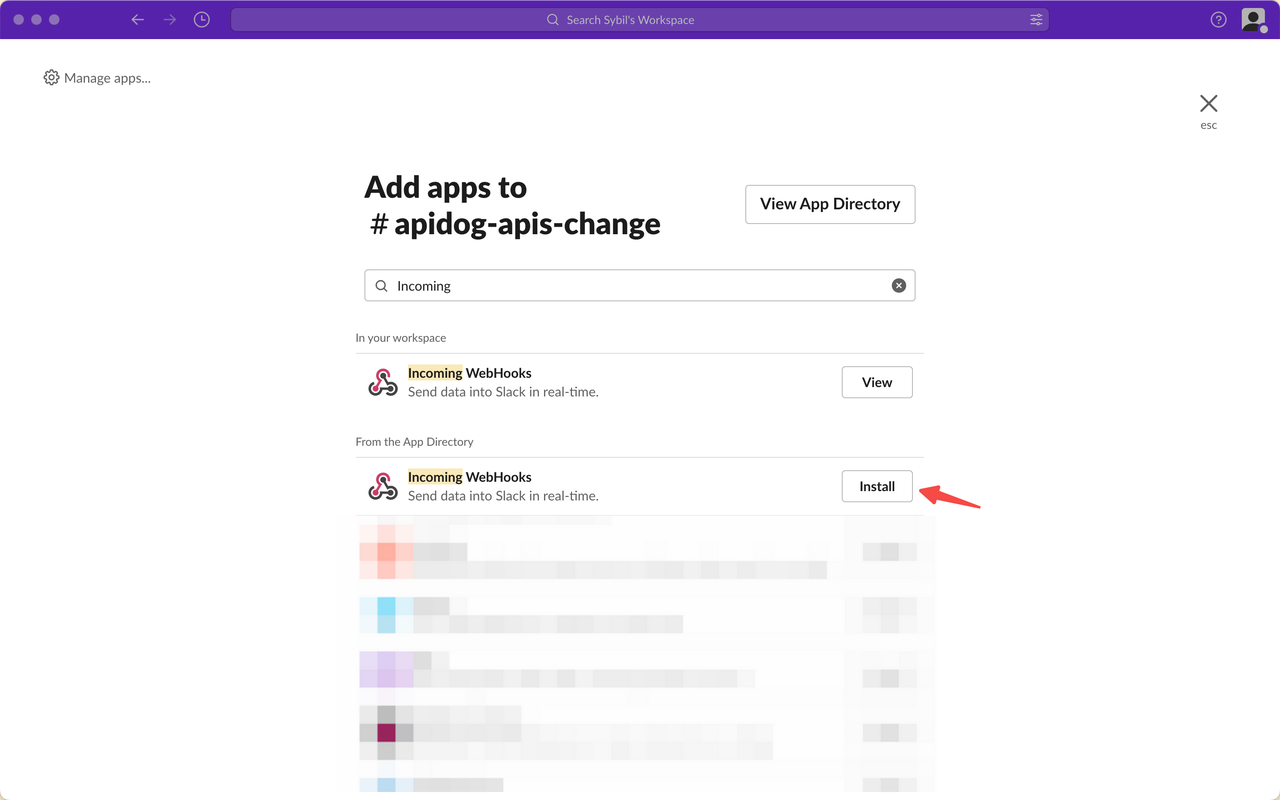 Search Sybil's Workspace
Manage apps...
esc
Add apps to
# apidog-apis-change
View App Directory
Incoming
In your workspace
Incoming WebHooks
Send data into Slack in real-time.
View
From the App Directory
Incoming WebHooks
Send data into Slack in real-time.
Install